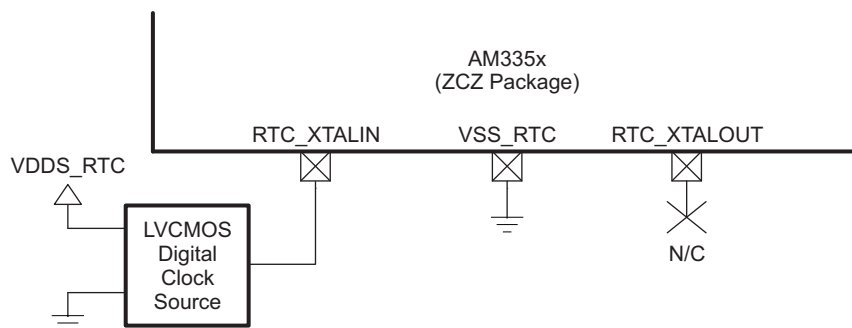 AM335x
(ZCZ Package)
RTC_XTALIN
VSS_RTC
RTC_XTALOUT
VDDS_RTC
LVCMOS
Digital
Clock
Source
N/C